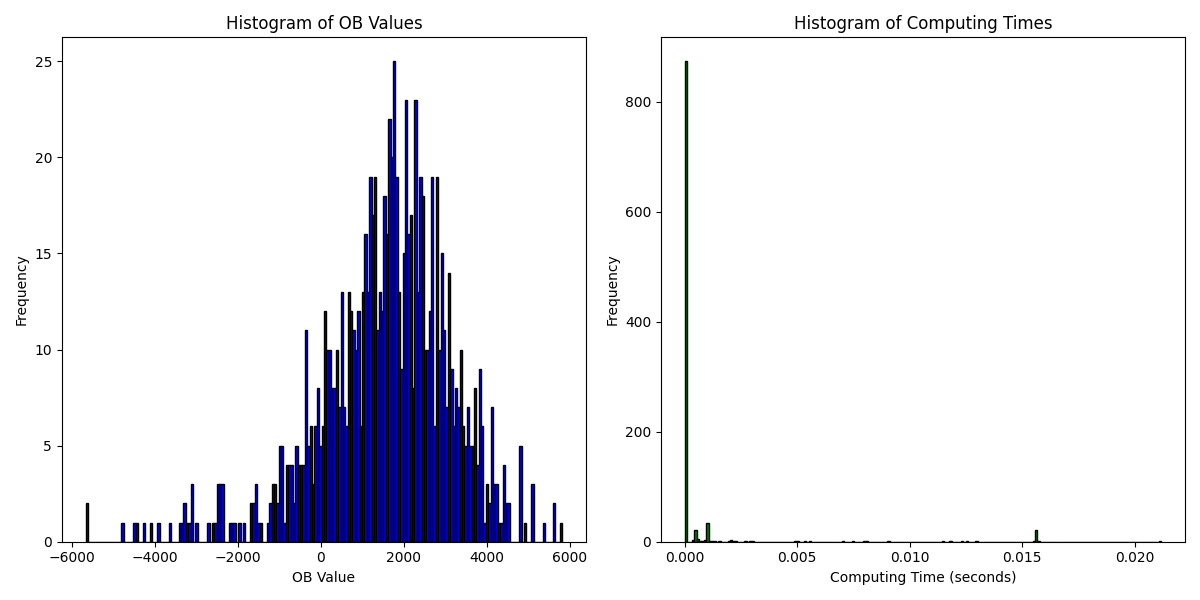 Histogram of OB Values
Frequency
25
20
15
10
5
0
−6000 −4000 −2000 0 2000 4000 6000
OB Value
Histogram of Computing Times
Frequency
800
600
400
200
0
0.000 0.005 0.010 0.015 0.020
Computing Time (seconds)